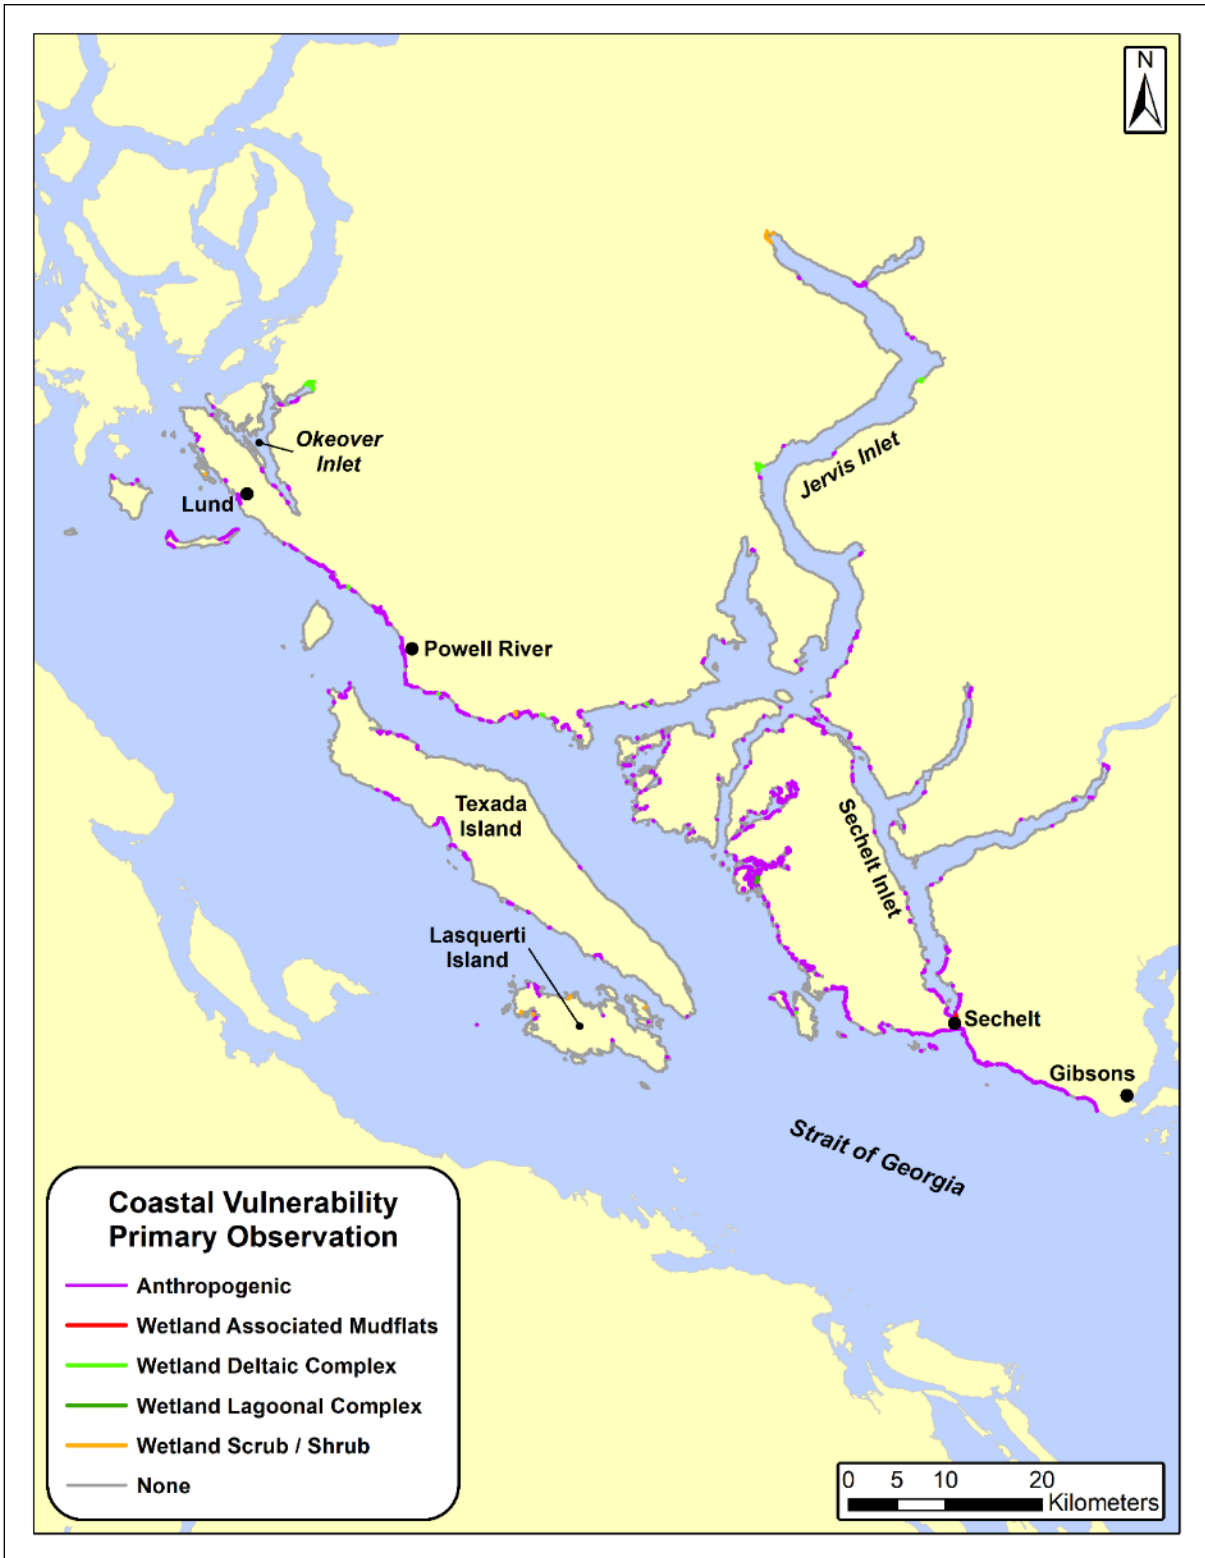 N
Okeover
Inlet
Lund
Jervis Inlet
Powell River
Texada
Island
Sechelt Inlet
Lasquerti
Island
Sechelt
Gibsons
Strait of Georgia
Coastal Vulnerability
Primary Observation
Anthropogenic
Wetland Associated Mudflats
Wetland Deltaic Complex
Wetland Lagoonal Complex
Wetland Scrub / Shrub
None
0 5 10 20
Kilometers